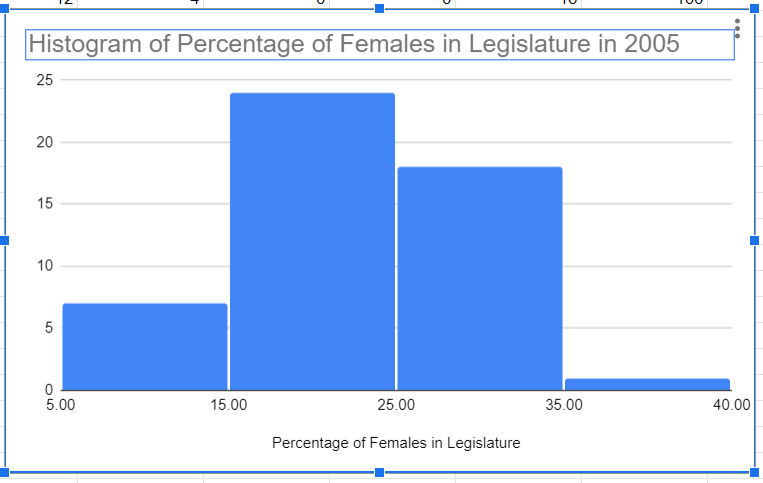 Histogram of Percentage of Females in Legislature in 2005
25
20
15
10
5
0
5.00 15.00 25.00 35.00 40.00
Percentage of Females in Legislature